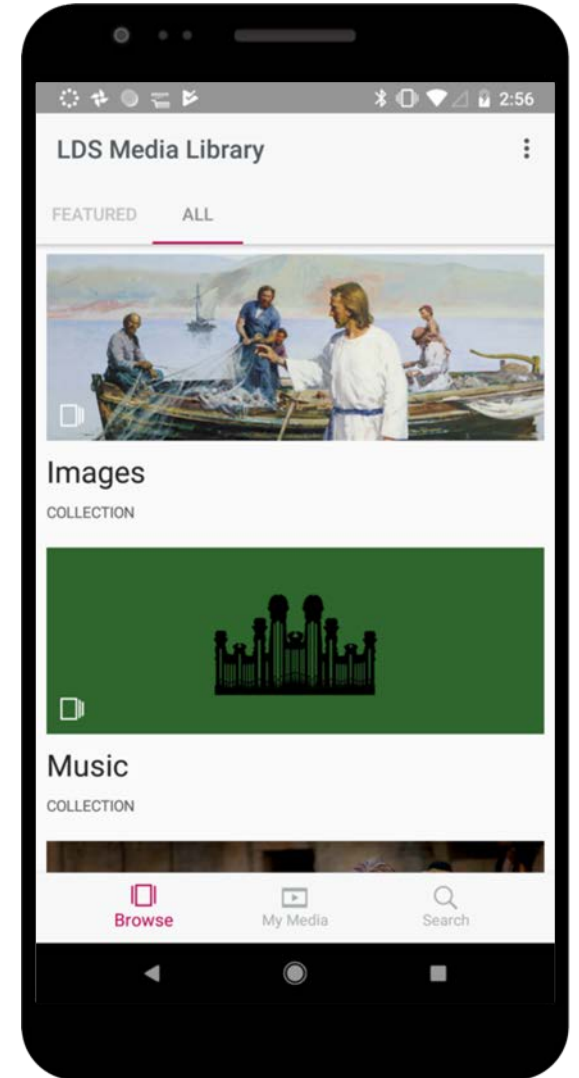 2:56
LDS Media Library
FEATURED ALL
Images
COLLECTION
Music
COLLECTION
Browse My Media Search